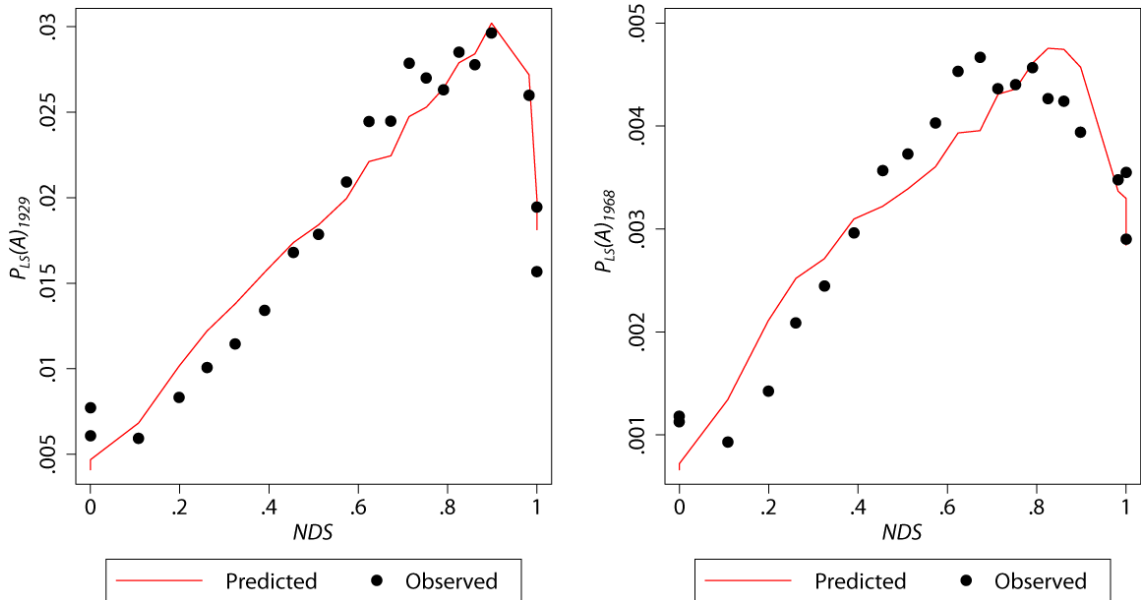 P_LS(A)_1929
.03
.025
.02
.015
.01
.005
0 .2 .4 .6 .8 1
NDS
Predicted Observed
P_LS(A)_1968
.005
.004
.003
.002
.001
0 .2 .4 .6 .8 1
NDS
Predicted Observed